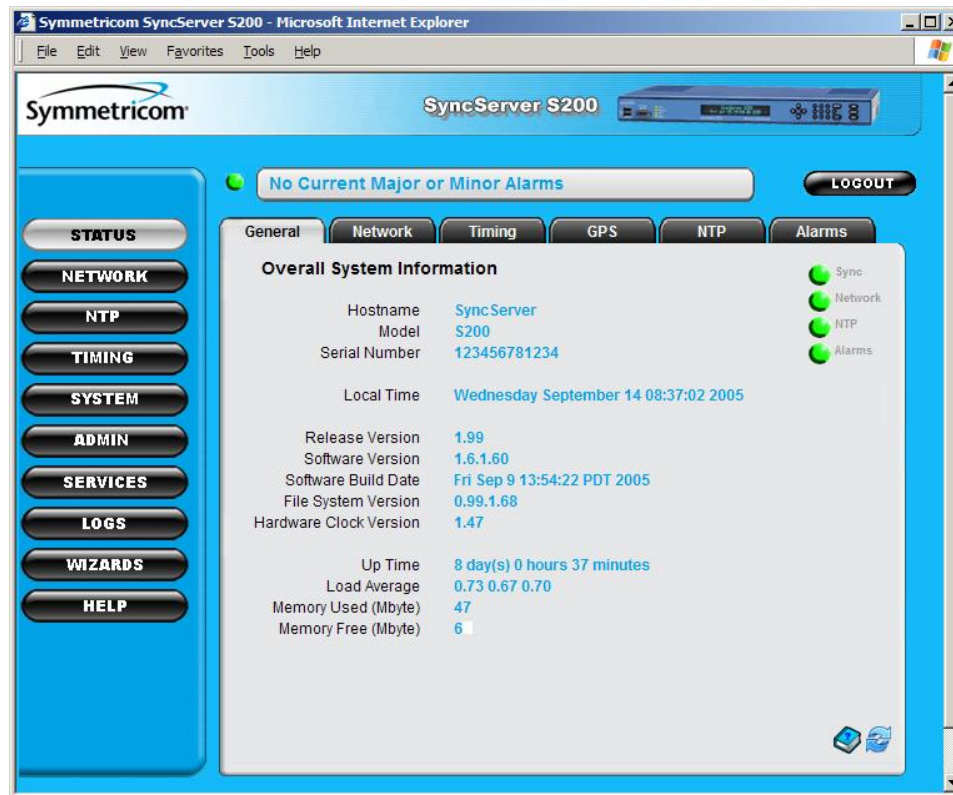 Symmetricom SyncServer S200 - Microsoft Internet Explorer
File Edit View Favorites Tools Help
Symmetricom
SyncServer S200
No Current Major or Minor Alarms
LOGOUT
General Network Timing GPS NTP Alarms
STATUS
NETWORK
NTP
TIMING
SYSTEM
ADMIN
SERVICES
LOGS
WIZARDS
HELP
Overall System Information
Sync
Network
NTP
Alarms
Hostname SyncServer
Model S200
Serial Number 123456781234
Local Time Wednesday September 14 08:37:02 2005
Release Version 1.99
Software Version 1.6.1.60
Software Build Date Fri Sep 9 13:54:22 PDT 2005
File System Version 0.99.1.68
Hardware Clock Version 1.47
Up Time 8 day(s) 0 hours 37 minutes
Load Average 0.73 0.67 0.70
Memory Used (Mbyte) 47
Memory Free (Mbyte) 6